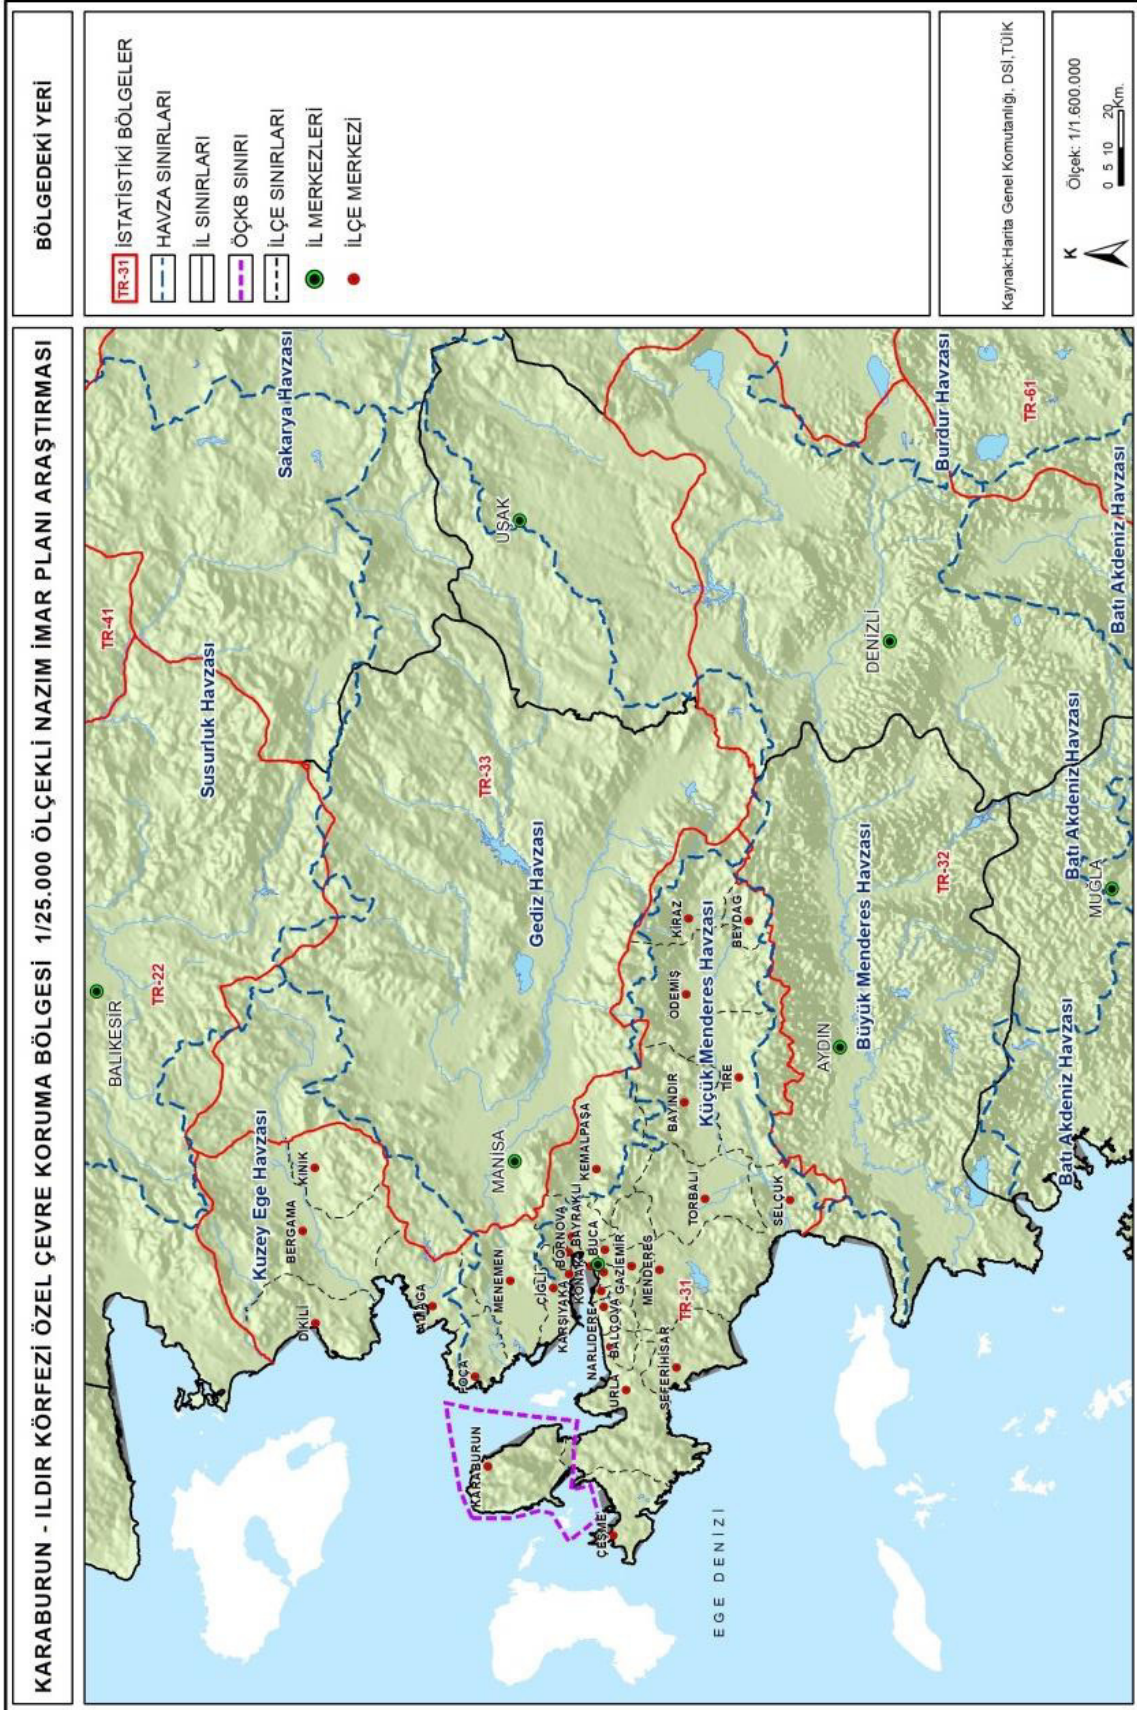 KARABURUN - ILDIR KÖRFEZİ ÖZEL ÇEVRE KORUMA BÖLGESİ 1/25.000 ÖLÇEKLİ NAZIM İMAR PLANI ARAŞTIRMASI
BÖLGEDEKİ YERİ
TR-31 İSTATİSTİKİ BÖLGELER
HAVZA SINIRLARI
İL SINIRLARI
ÖÇKB SINIRI
İLÇE SINIRLARI
İL MERKEZLERİ
İLÇE MERKEZİ
Kaynak:Harita Genel Komutanlığı, DSİ,TÜİK
K
Ölçek: 1/1.600.000
0 5 10 20
Km.
BALIKESİR
TR-22
TR-41
Susurluk Havzası
Sakarya Havzası
Kuzey Ege Havzası
KINIK
BERGAMA
DİKİLİ
ALİAĞA
FOÇA
MENEMEN
MANİSA
TR-33
Gediz Havzası
UŞAK
KARABURUN
ÇİĞLİ
KARŞIYAKA
BORNOVA
BAYRAKLI
KONAK
KEMALPAŞA
NARLIDERE
BALÇOVA
BUCA
GAZİEMİR
URLA
ÇEŞME
MENDERES
SEFERİHİSAR
TR-31
TORBALI
BAYINDIR
ÖDEMİŞ
KİRAZ
Küçük Menderes Havzası
TİRE
BEYDAĞ
SELÇUK
EGE DENİZİ
AYDIN
Büyük Menderes Havzası
DENİZLİ
TR-32
Burdur Havzası
TR-61
Batı Akdeniz Havzası
Batı Akdeniz Havzası
MUĞLA
Batı Akdeniz Havzası